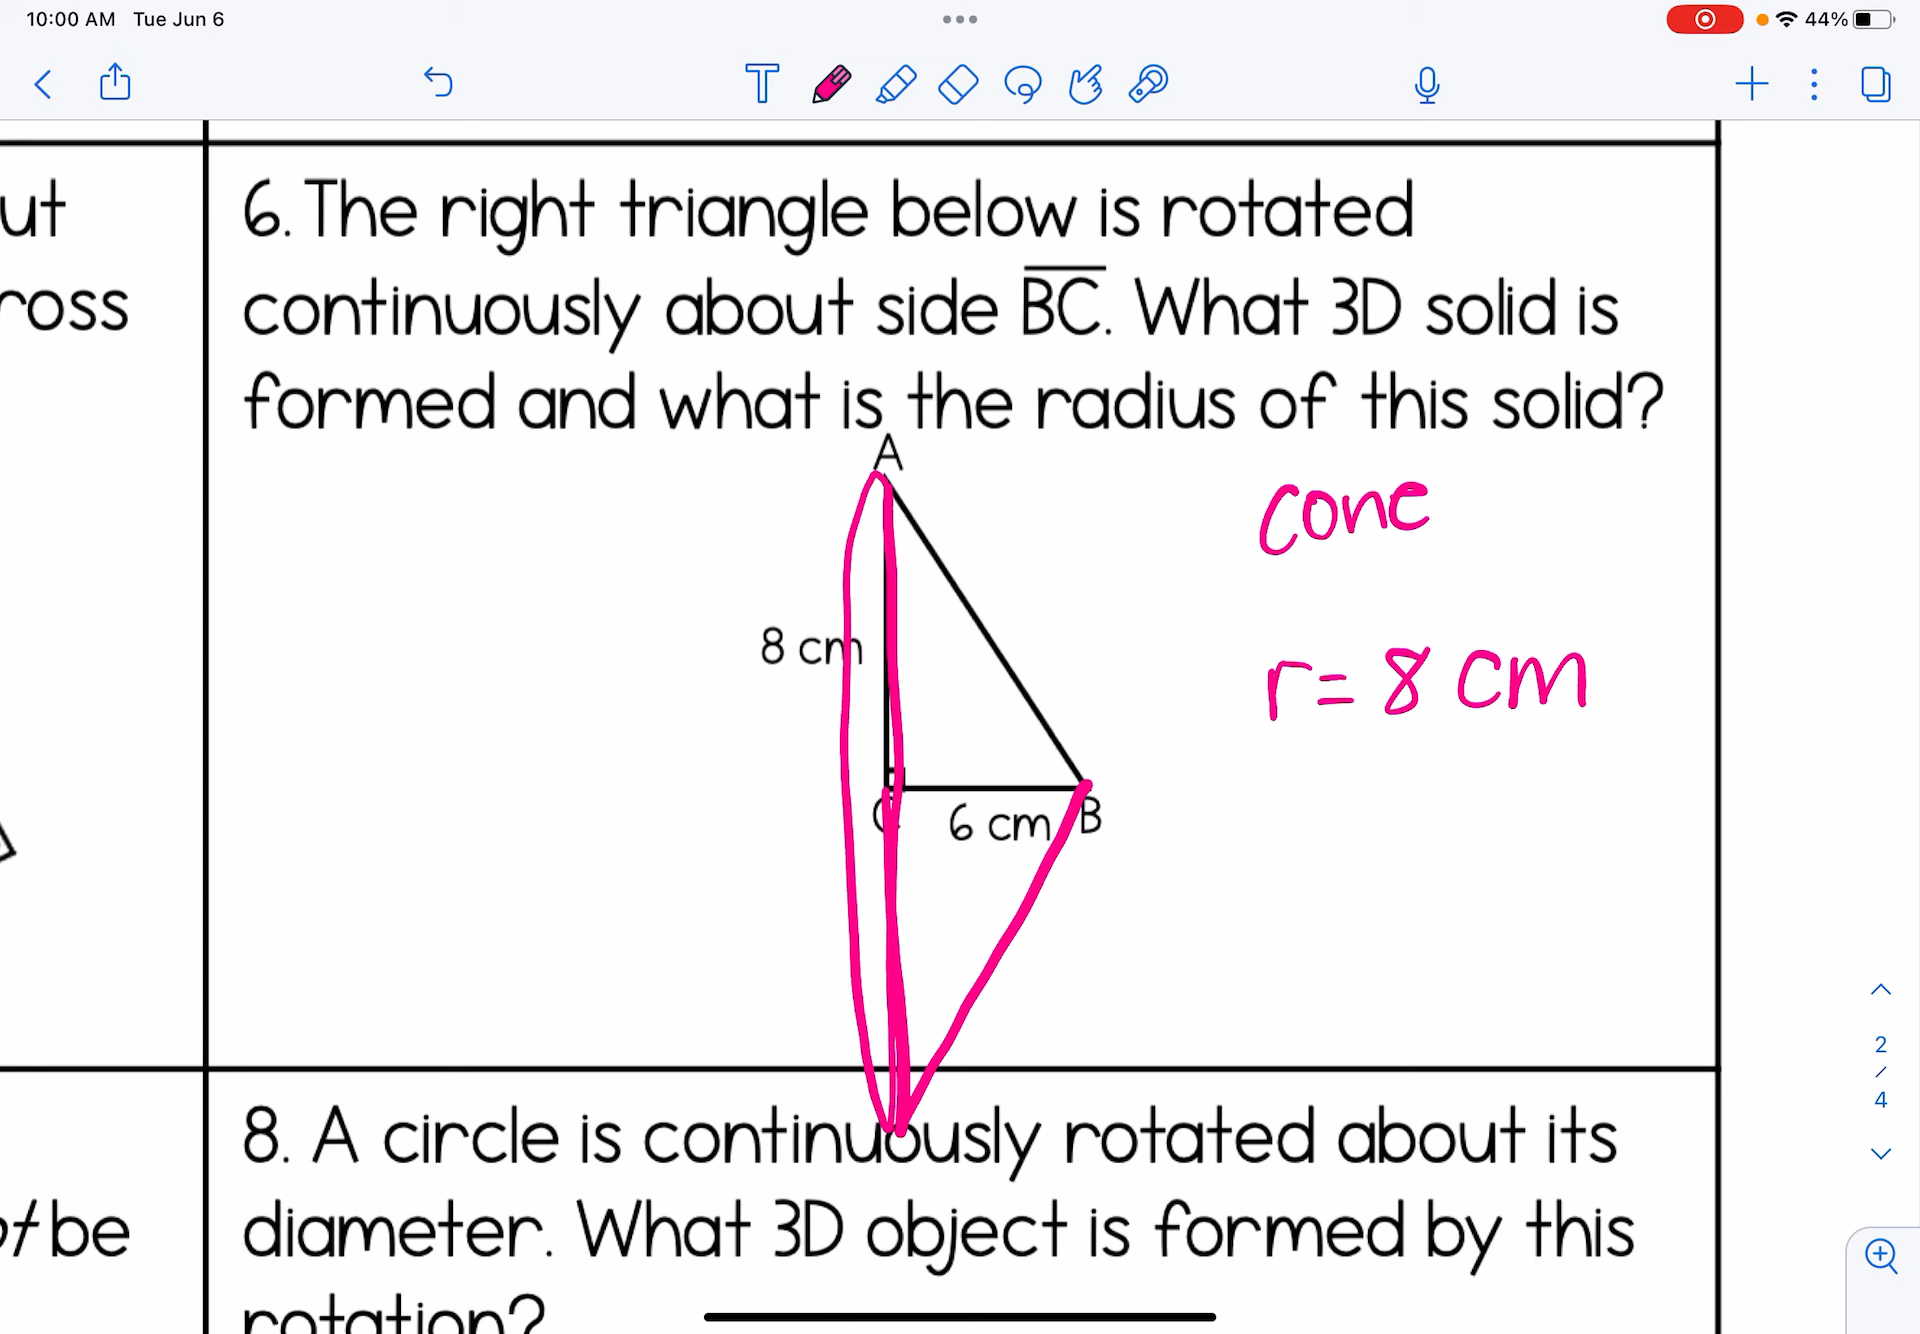 10:00 AM Tue Jun 6
44%
T
ut
ross
6. The right triangle below is rotated
continuously about side BC. What 3D solid is
formed and what is the radius of this solid?
A
cone
8 cm
r = 8 cm
C 6 cm B
2
/
4
8. A circle is continuously rotated about its
be
diameter. What 3D object is formed by this
rotation?